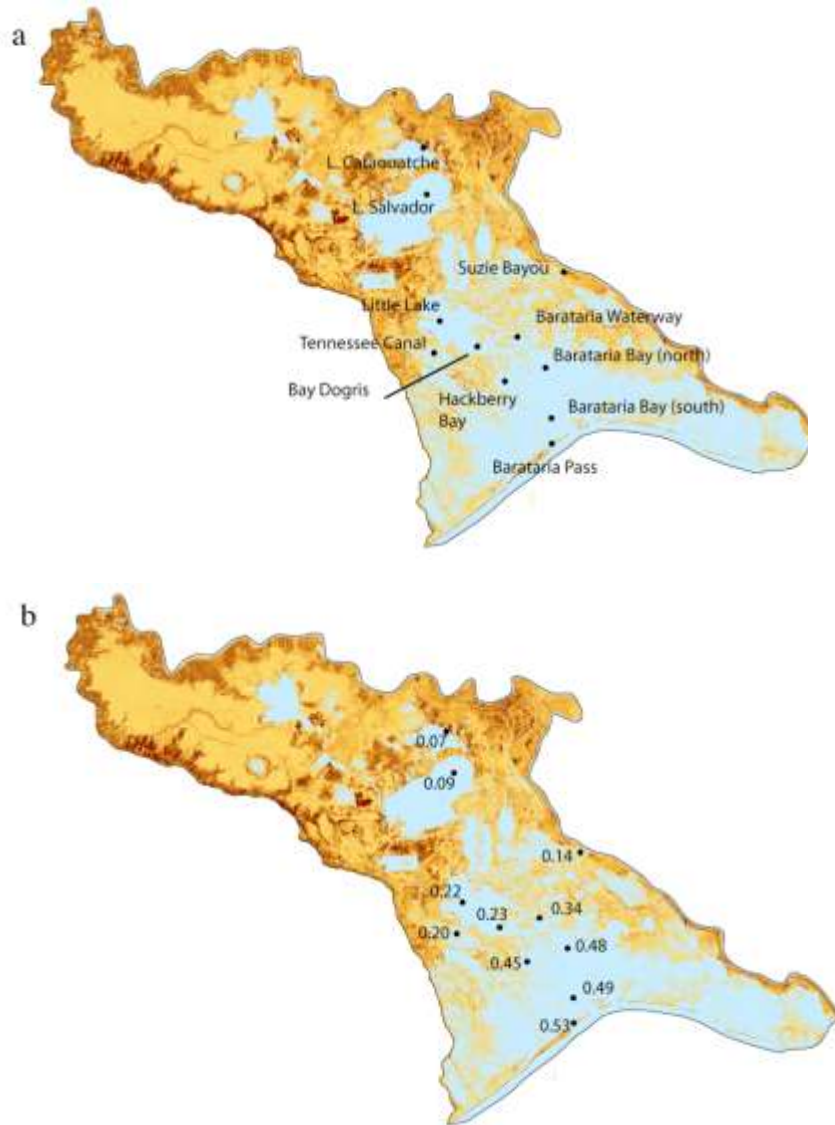 a
L. Cataouatche
L. Salvador
Suzie Bayou
Little Lake
Barataria Waterway
Tennessee Canal
Barataria Bay (north)
Bay Dogris
Hackberry
Bay
Barataria Bay (south)
Barataria Pass
b
0.07
0.09
0.14
0.22
0.34
0.23
0.20
0.48
0.45
0.49
0.53